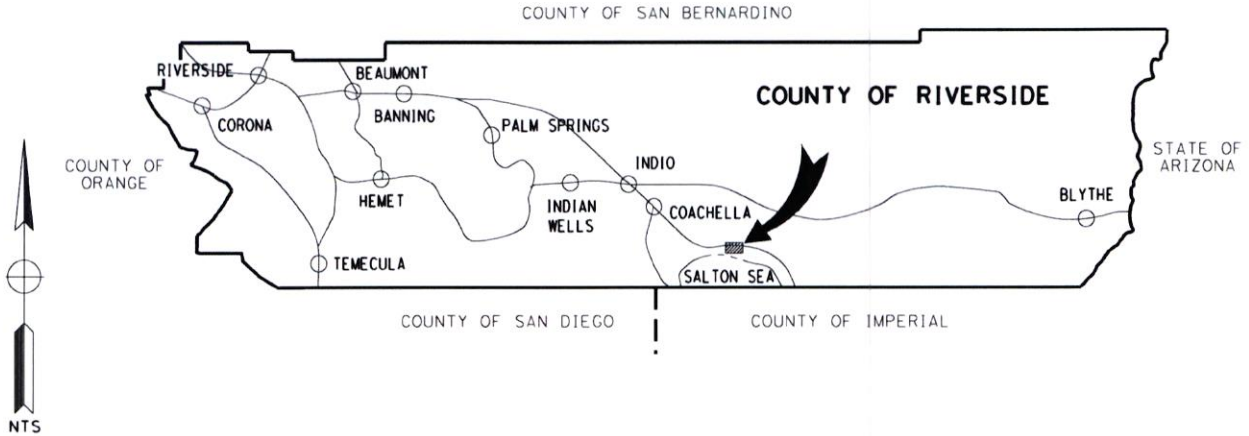 COUNTY OF SAN BERNARDINO
RIVERSIDE
BEAUMONT
COUNTY OF RIVERSIDE
CORONA
BANNING
PALM SPRINGS
COUNTY OF
ORANGE
STATE OF
ARIZONA
INDIO
HEMET
INDIAN
WELLS
COACHELLA
BLYTHE
TEMECULA
SALTON SEA
COUNTY OF SAN DIEGO
COUNTY OF IMPERIAL
NTS